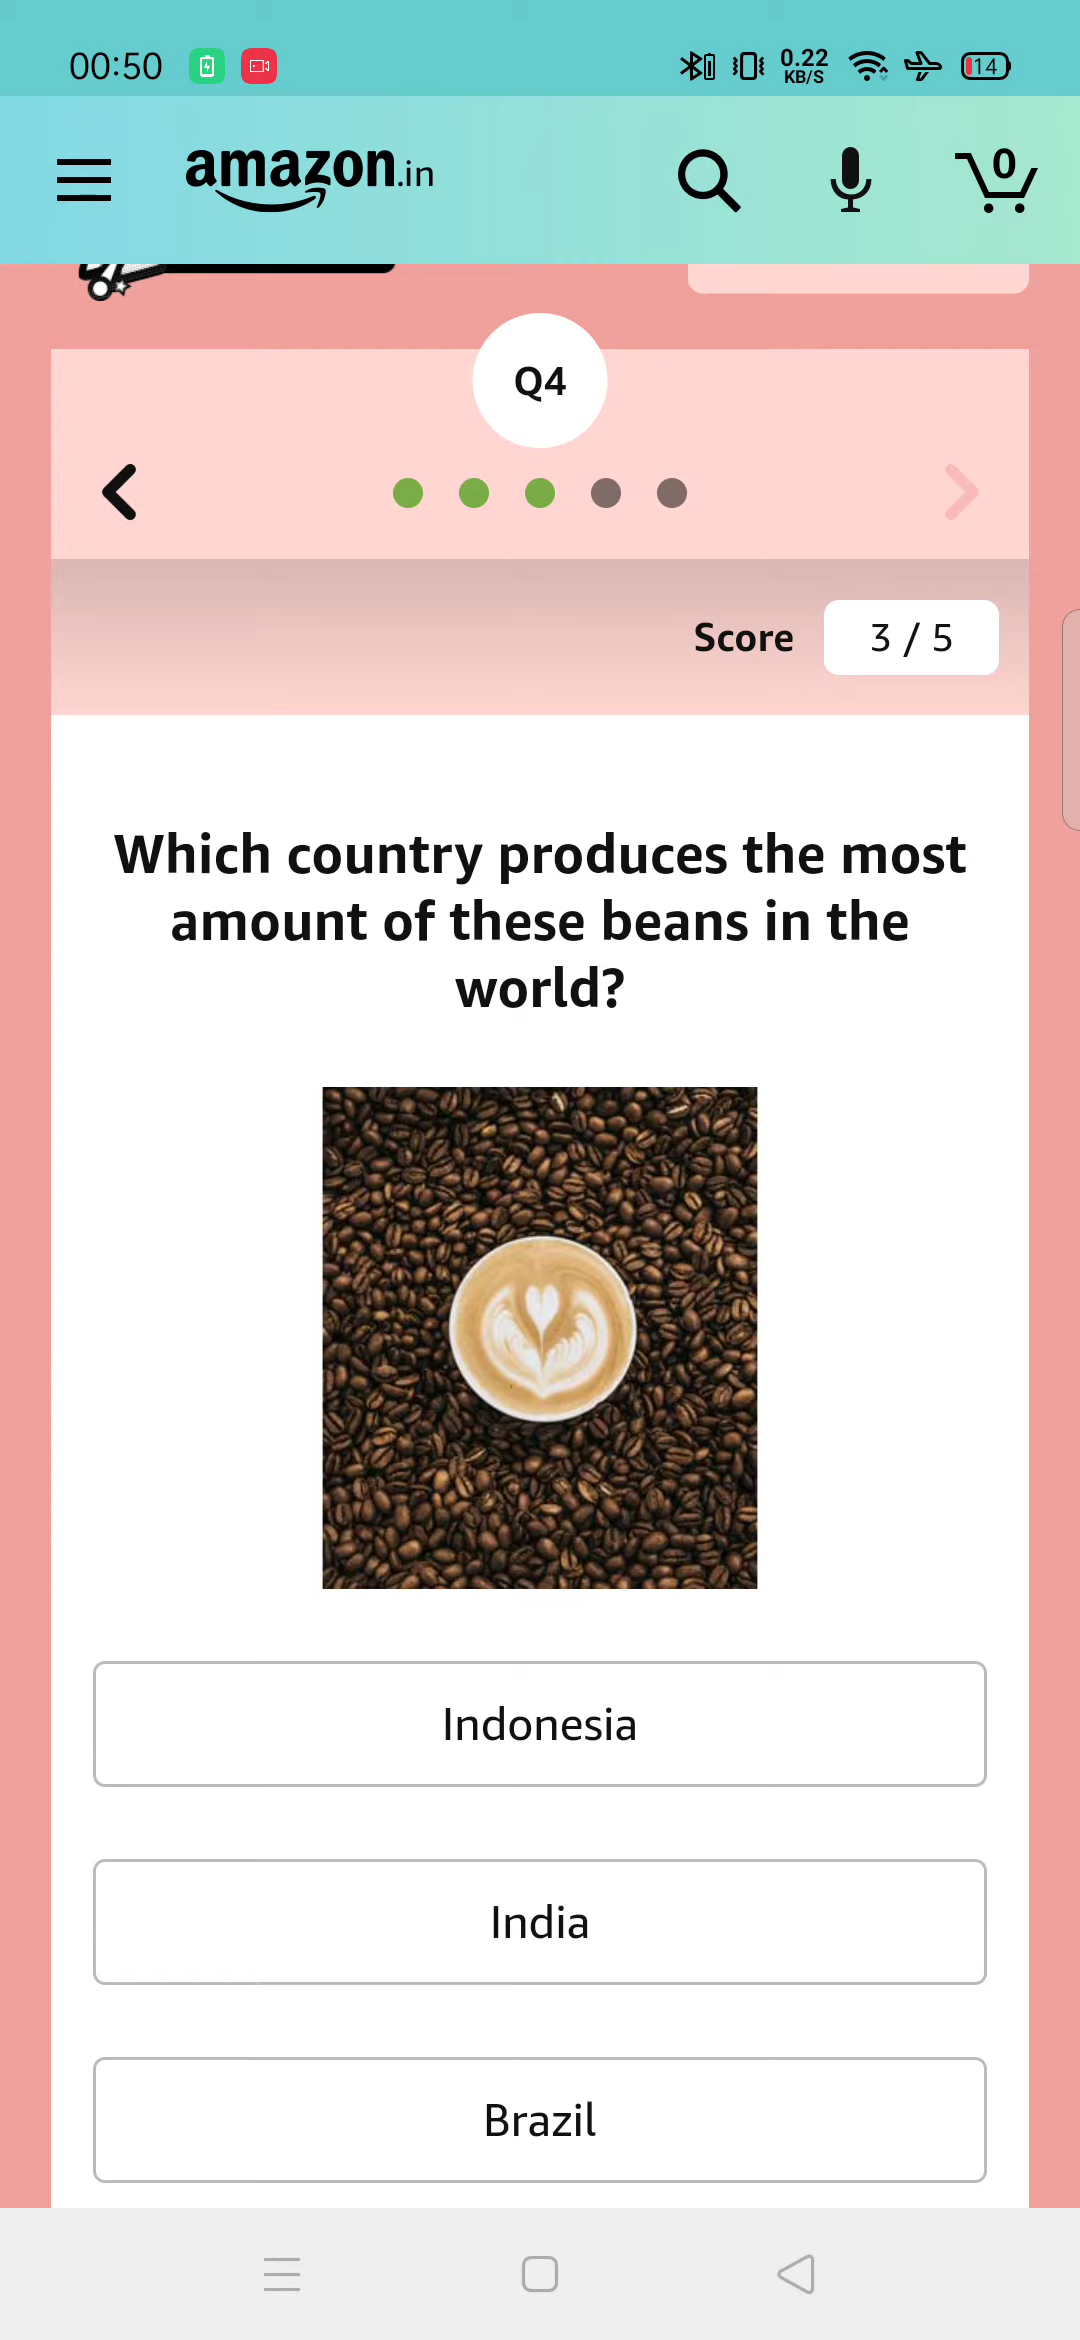 00:50
0.22
KB/S
14
amazon.in
0
Q4
Score
3 / 5
Which country produces the most
amount of these beans in the
world?
Indonesia
India
Brazil